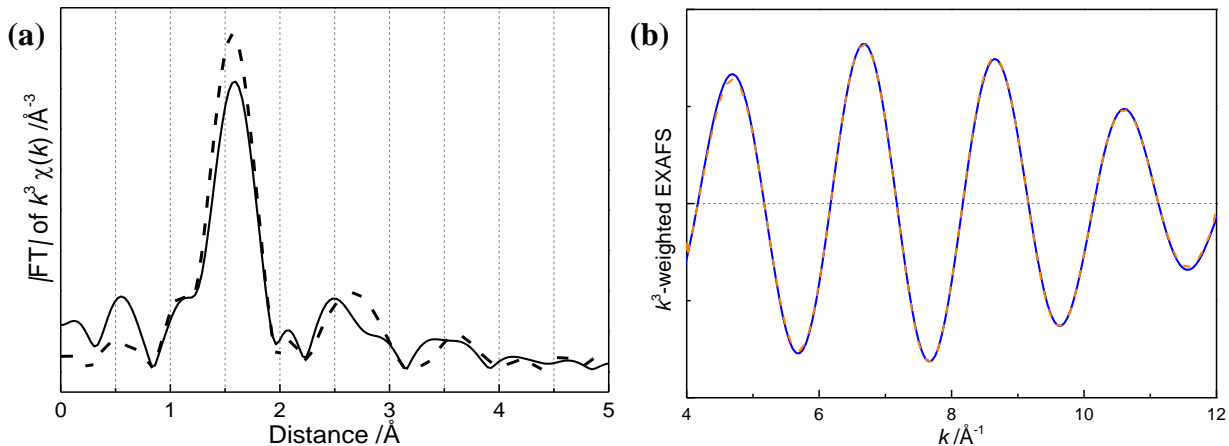 (a)
|FT| of k³ χ(k) /Å⁻³
0 1 2 3 4 5
Distance /Å
(b)
k³-weighted EXAFS
4 6 8 10 12
k /Å⁻¹